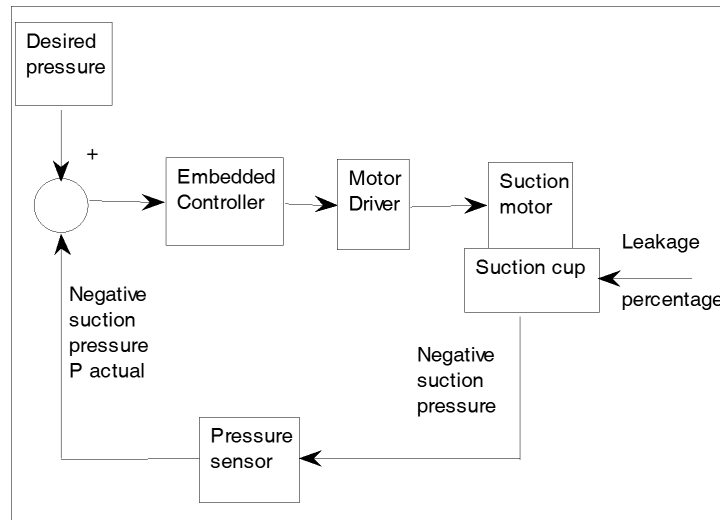 Desired
pressure
+
Embedded
Controller
Motor
Driver
Suction
motor
Suction cup
Leakage
percentage
Negative
suction
pressure
P actual
Negative
suction
pressure
Pressure
sensor